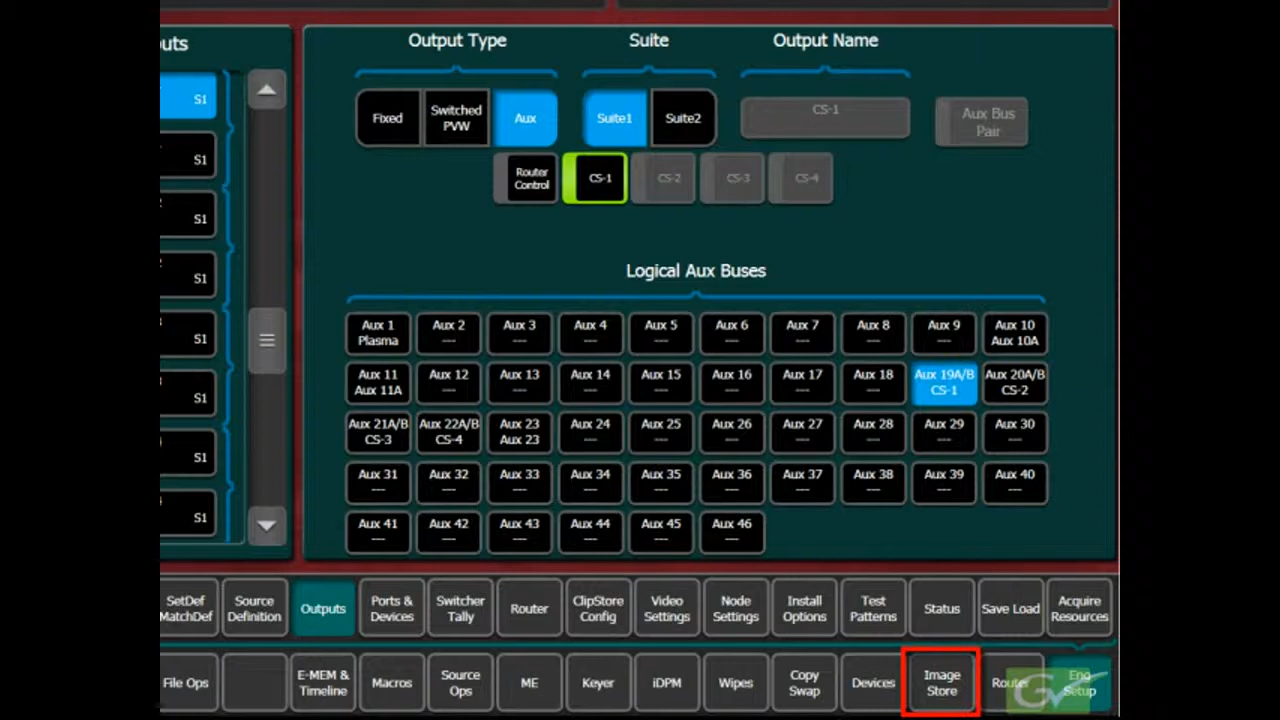 uts
Output Type
Suite
Output Name
S1
S1
S1
S1
S1
S1
S1
S1
Fixed
Switched
PVW
Aux
Suite1
Suite2
CS-1
Aux Bus
Pair
Router
Control
CS-1
CS-2
CS-3
CS-4
Logical Aux Buses
Aux 1
Plasma
Aux 2
---
Aux 3
---
Aux 4
---
Aux 5
---
Aux 6
---
Aux 7
---
Aux 8
---
Aux 9
---
Aux 10
Aux 10A
Aux 11
Aux 11A
Aux 12
---
Aux 13
---
Aux 14
---
Aux 15
---
Aux 16
---
Aux 17
---
Aux 18
---
Aux 19A/B
CS-1
Aux 20A/B
CS-2
Aux 21A/B
CS-3
Aux 22A/B
CS-4
Aux 23
Aux 23
Aux 24
---
Aux 25
---
Aux 26
---
Aux 27
---
Aux 28
---
Aux 29
---
Aux 30
---
Aux 31
---
Aux 32
---
Aux 33
---
Aux 34
---
Aux 35
---
Aux 36
---
Aux 37
---
Aux 38
---
Aux 39
---
Aux 40
---
Aux 41
---
Aux 42
---
Aux 43
---
Aux 44
---
Aux 45
---
Aux 46
---
SetDef
MatchDef
Source
Definition
Outputs
Ports &
Devices
Switcher
Tally
Router
ClipStore
Config
Video
Settings
Node
Settings
Install
Options
Test
Patterns
Status
Save Load
Acquire
Resources
File Ops
E-MEM &
Timeline
Macros
Source
Ops
ME
Keyer
iDPM
Wipes
Copy
Swap
Devices
Image
Store
Router
Eng
Setup
GV